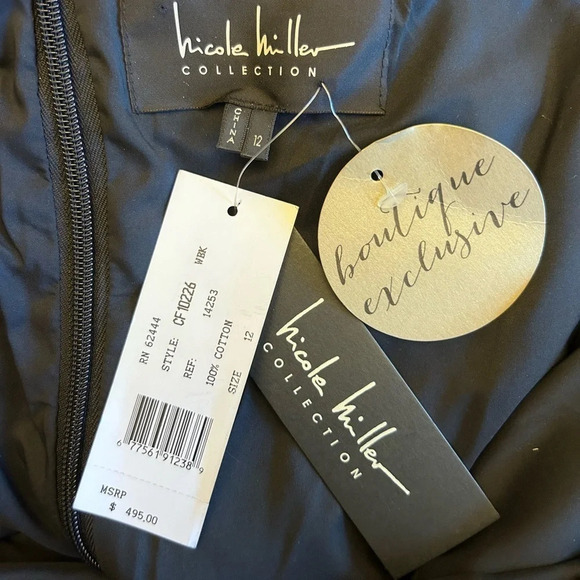 nicole miller
COLLECTION
CHINA
12
boutique
exclusive
RN 62444
STYLE: CF10226 WBK
REF: 14253
100% COTTON
SIZE 12
6 77561 91238 9
MSRP
$ 495.00
nicole miller
COLLECTION